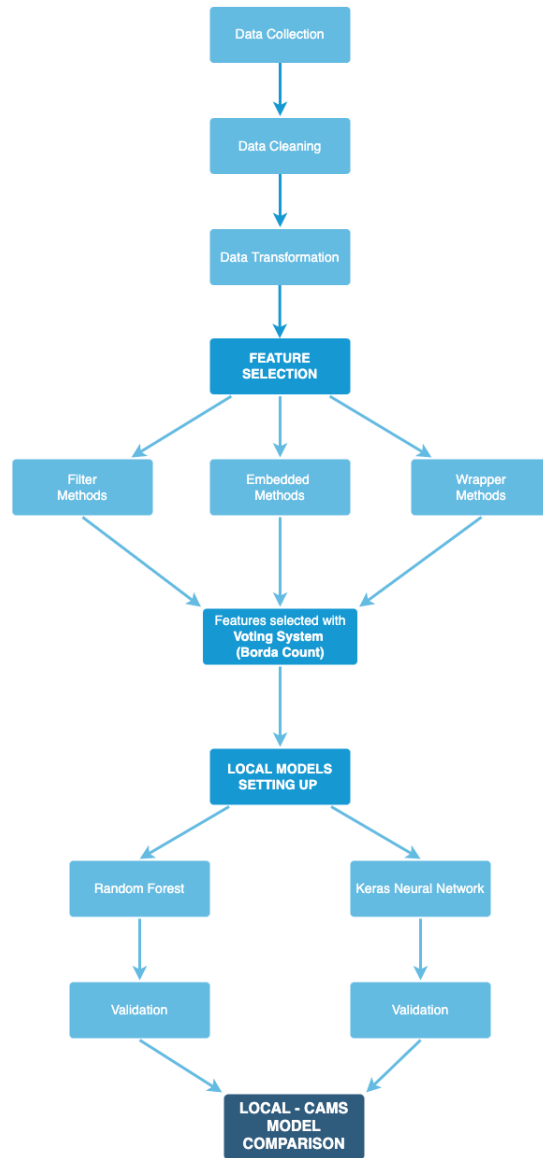 Data Collection
Data Cleaning
Data Transformation
FEATURE
SELECTION
Filter
Methods
Embedded
Methods
Wrapper
Methods
Features selected with
Voting System
(Borda Count)
LOCAL MODELS
SETTING UP
Random Forest
Keras Neural Network
Validation
Validation
LOCAL - CAMS
MODEL
COMPARISON